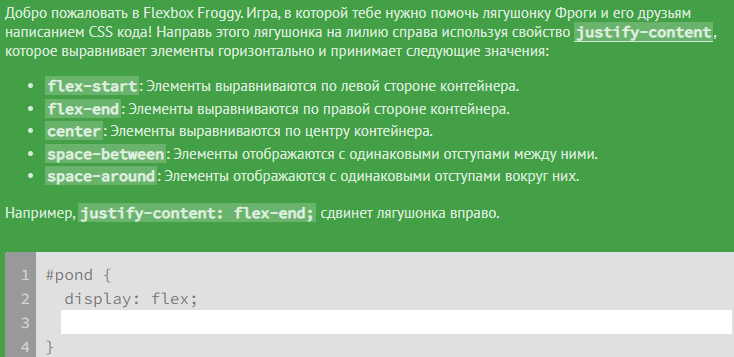 Добро пожаловать в Flexbox Froggy. Игра, в которой тебе нужно помочь лягушонку Фроги и его друзьям
написанием CSS кода! Направь этого лягушонка на лилию справа используя свойство justify-content,
которое выравнивает элементы горизонтально и принимает следующие значения:
• flex-start: Элементы выравниваются по левой стороне контейнера.
• flex-end: Элементы выравниваются по правой стороне контейнера.
• center: Элементы выравниваются по центру контейнера.
• space-between: Элементы отображаются с одинаковыми отступами между ними.
• space-around: Элементы отображаются с одинаковыми отступами вокруг них.
Например, justify-content: flex-end; сдвинет лягушонка вправо.
1 #pond {
2 display: flex;
3
4 }